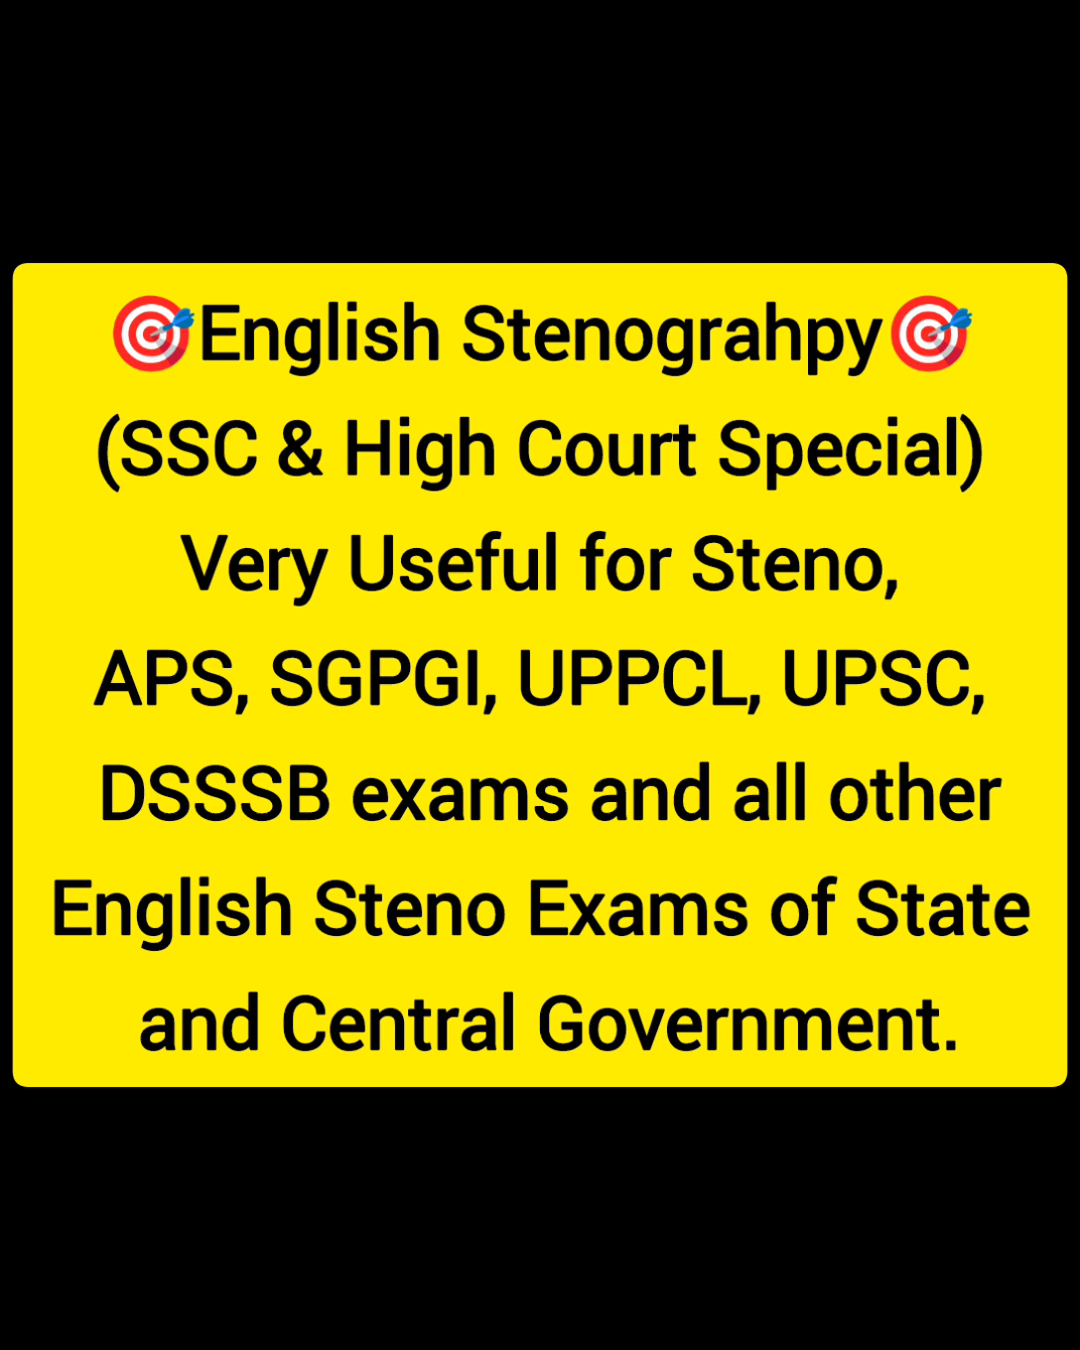 🎯English Stenograhpy🎯
(SSC & High Court Special)
Very Useful for Steno,
APS, SGPGI, UPPCL, UPSC,
DSSSB exams and all other
English Steno Exams of State
and Central Government.